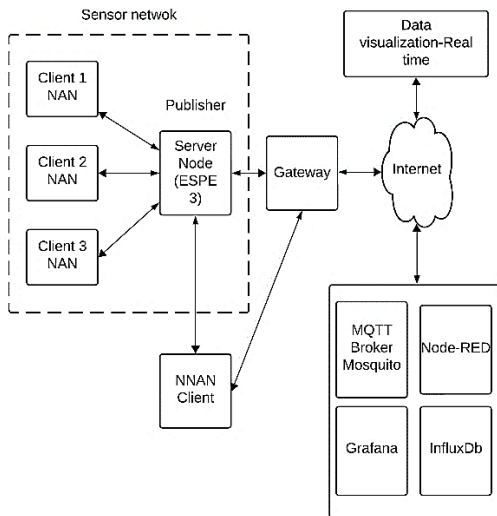 Sensor netwok
Client 1
NAN
Client 2
NAN
Client 3
NAN
Publisher
Server
Node
(ESPE
3)
Gateway
NNAN
Client
Data
visualization-Real
time
Internet
MQTT
Broker
Mosquito
Node-RED
Grafana
InfluxDb